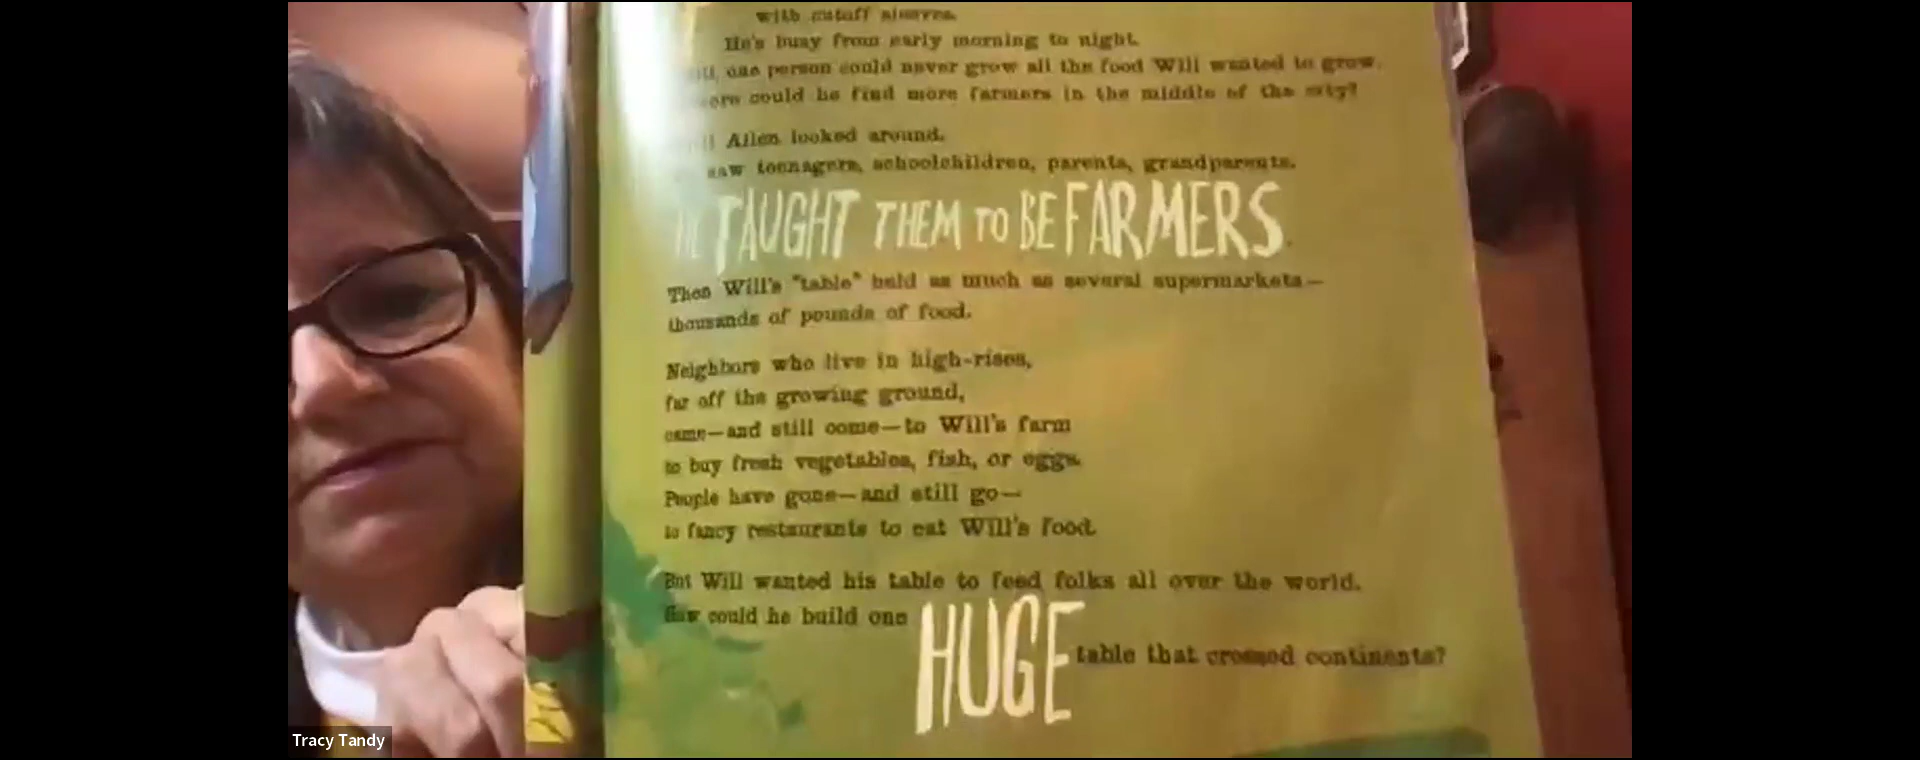 with cutoff sleeves.
He's busy from early morning to night.
one person could never grow all the food Will wanted to grow.
could he find more farmers in the middle of the city?
Allen looked around.
saw teenagers, schoolchildren, parents, grandparents.
HE TAUGHT THEM TO BE FARMERS.
Then Will's "table" held as much as several supermarkets—
thousands of pounds of food.
Neighbors who live in high-rises,
far off the growing ground,
came—and still come—to Will's farm
to buy fresh vegetables, fish, or eggs.
People have gone—and still go—
to fancy restaurants to eat Will's food.
But Will wanted his table to feed folks all over the world.
How could he build one HUGE
table that crossed continents?
Tracy Tandy